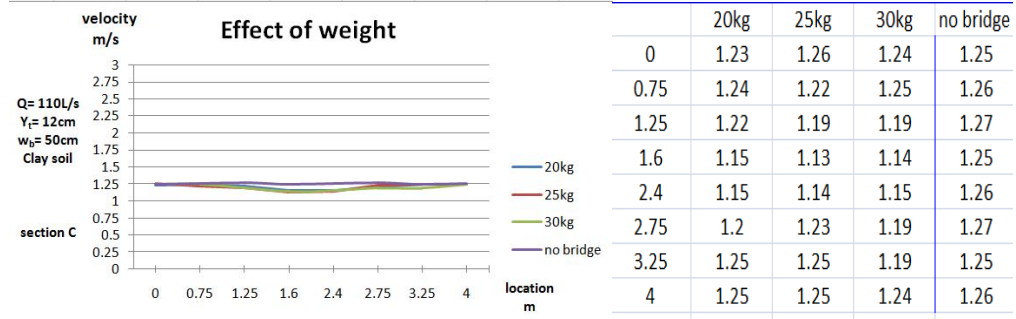 velocity
m/s
Effect of weight
Q= 110L/s
Yt= 12cm
wb= 50cm
Clay soil
section C
3
2.75
2.5
2.25
2
1.75
1.5
1.25
1
0.75
0.5
0.25
0
0 0.75 1.25 1.6 2.4 2.75 3.25 4
location
m
20kg
25kg
30kg
no bridge
20kg 25kg 30kg no bridge
0 1.23 1.26 1.24 1.25
0.75 1.24 1.22 1.25 1.26
1.25 1.22 1.19 1.19 1.27
1.6 1.15 1.13 1.14 1.25
2.4 1.15 1.14 1.15 1.26
2.75 1.2 1.23 1.19 1.27
3.25 1.25 1.25 1.19 1.25
4 1.25 1.25 1.24 1.26